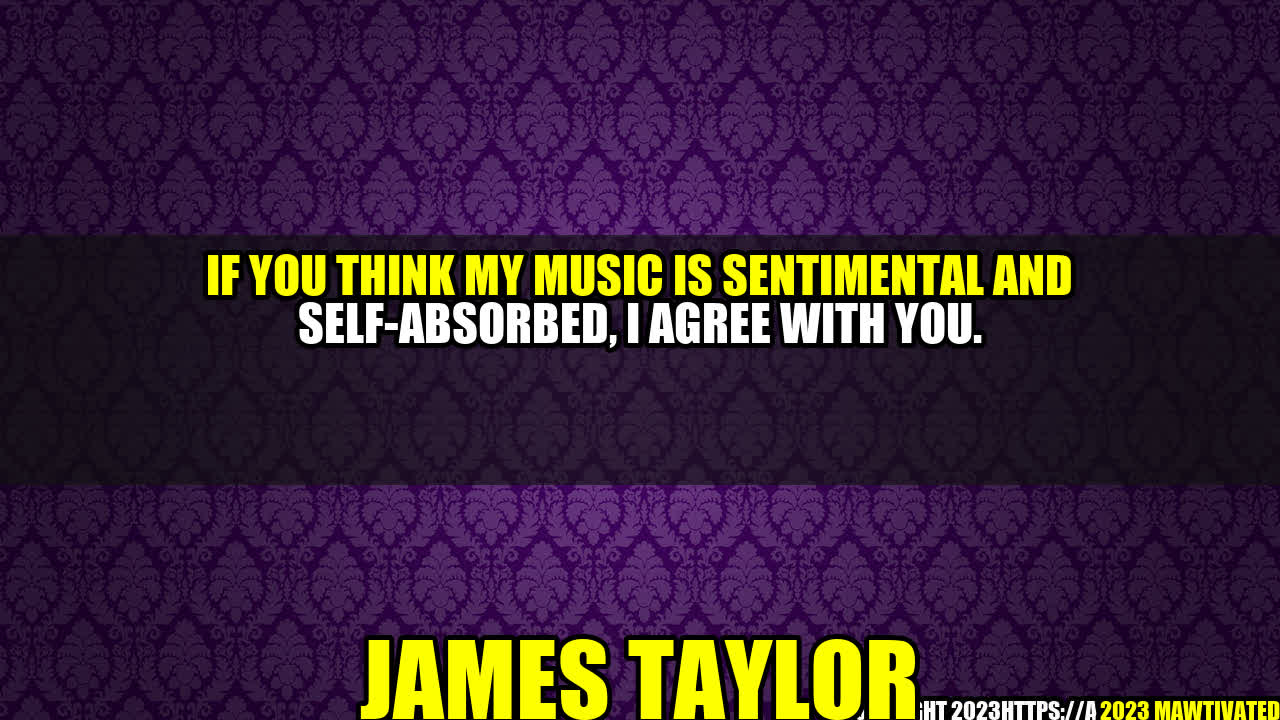 IF YOU THINK MY MUSIC IS SENTIMENTAL AND
SELF-ABSORBED, I AGREE WITH YOU.
JAMES TAYLOR
2023HTTPS://A 2023 MAWTIVATED